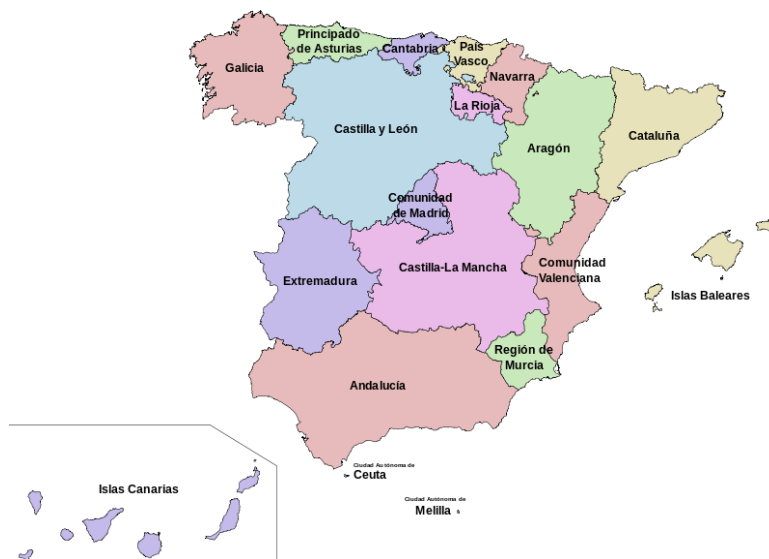 Principado
de Asturias
Cantabria
País
Vasco
Galicia
Navarra
La Rioja
Castilla y León
Cataluña
Aragón
Comunidad
de Madrid
Comunidad
Valenciana
Castilla-La Mancha
Extremadura
Islas Baleares
Región de
Murcia
Andalucía
Ciudad Autónoma de
Ceuta
Islas Canarias
Ciudad Autónoma de
Melilla